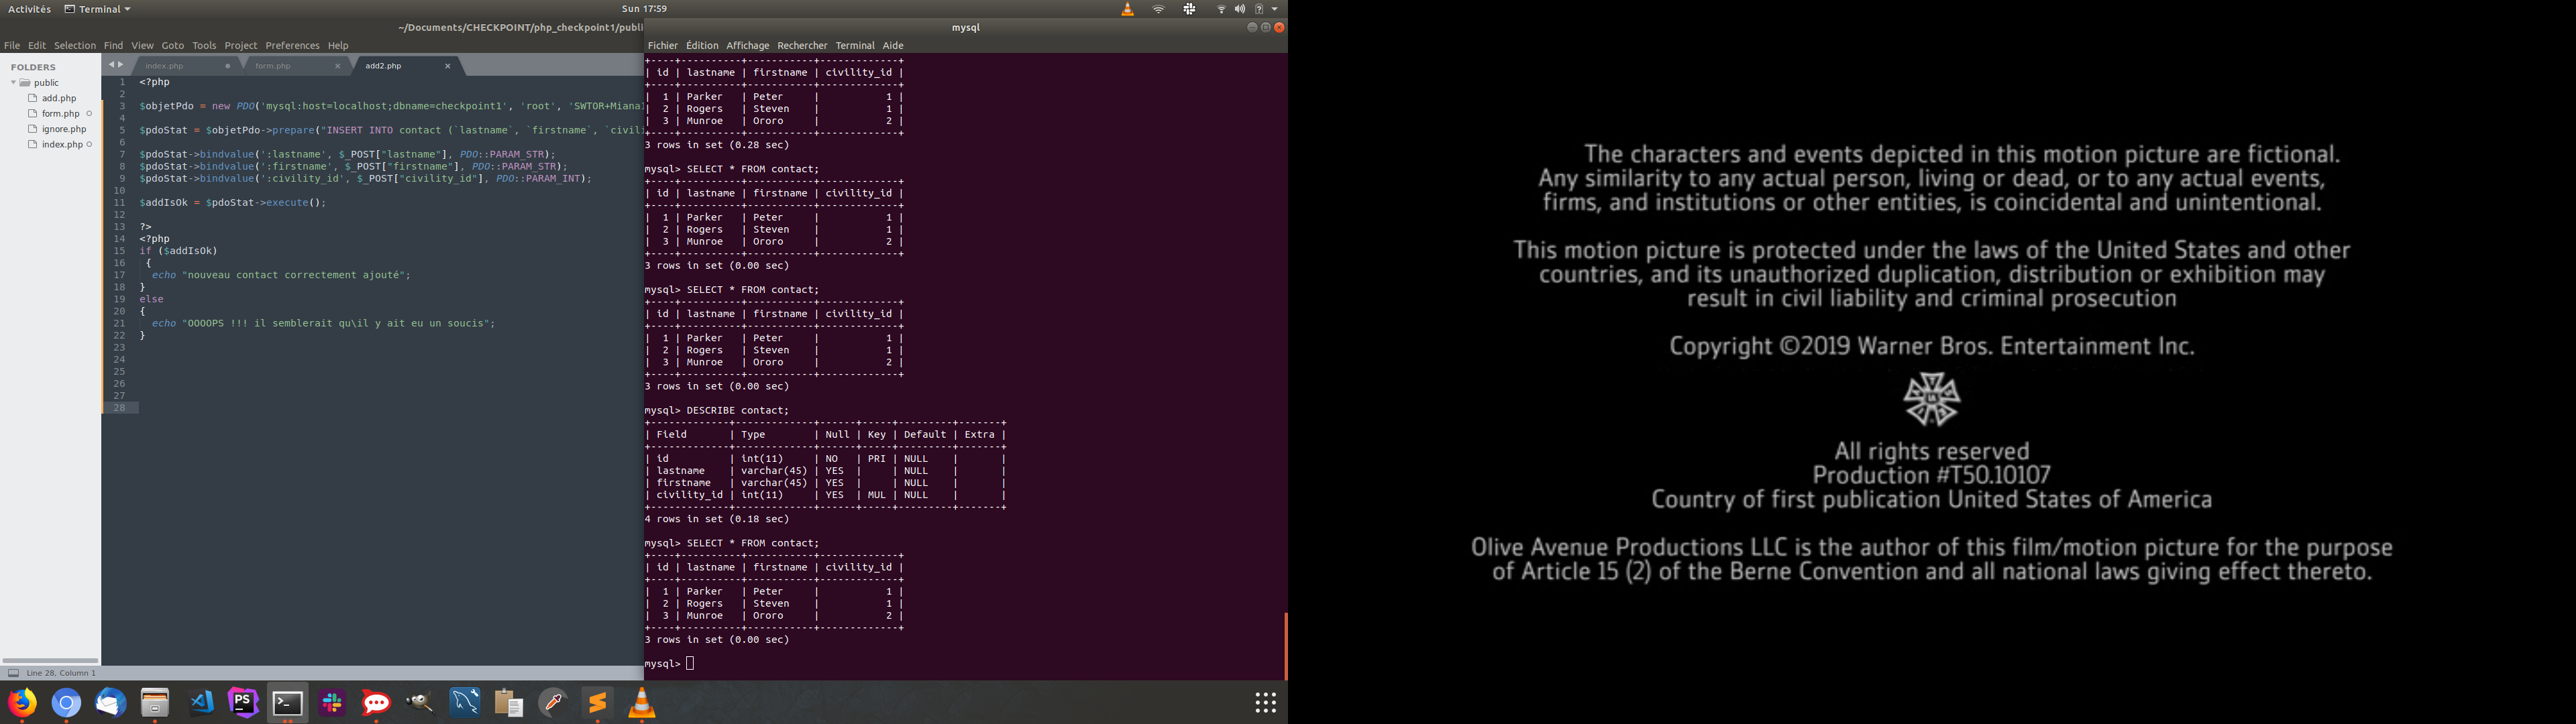 Activités Terminal Sun 17:59
~/Documents/CHECKPOINT/php_checkpoint1/publi
File Edit Selection Find View Goto Tools Project Preferences Help
FOLDERS
public
add.php
form.php
ignore.php
index.php
index.php form.php add2.php
1 <?php
2
3 $objetPdo = new PDO('mysql:host=localhost;dbname=checkpoint1', 'root', 'SWTOR+Miana
4
5 $pdoStat = $objetPdo->prepare("INSERT INTO contact (`lastname`, `firstname`, `civili
6
7 $pdoStat->bindvalue(':lastname', $_POST["lastname"], PDO::PARAM_STR);
8 $pdoStat->bindvalue(':firstname', $_POST["firstname"], PDO::PARAM_STR);
9 $pdoStat->bindvalue(':civility_id', $_POST["civility_id"], PDO::PARAM_INT);
10
11 $addIsOk = $pdoStat->execute();
12
13 ?>
14 <?php
15 if ($addIsOk)
16 {
17 echo "nouveau contact correctement ajouté";
18 }
19 else
20 {
21 echo "OOOOPS !!! il semblerait qu\il y ait eu un soucis";
22 }
23
24
25
26
27
28
Line 28, Column 1
mysql
Fichier Édition Affichage Rechercher Terminal Aide
+----+----------+-----------+-------------+
| id | lastname | firstname | civility_id |
+----+----------+-----------+-------------+
| 1 | Parker | Peter | 1 |
| 2 | Rogers | Steven | 1 |
| 3 | Munroe | Ororo | 2 |
+----+----------+-----------+-------------+
3 rows in set (0.28 sec)
mysql> SELECT * FROM contact;
+----+----------+-----------+-------------+
| id | lastname | firstname | civility_id |
+----+----------+-----------+-------------+
| 1 | Parker | Peter | 1 |
| 2 | Rogers | Steven | 1 |
| 3 | Munroe | Ororo | 2 |
+----+----------+-----------+-------------+
3 rows in set (0.00 sec)
mysql> SELECT * FROM contact;
+----+----------+-----------+-------------+
| id | lastname | firstname | civility_id |
+----+----------+-----------+-------------+
| 1 | Parker | Peter | 1 |
| 2 | Rogers | Steven | 1 |
| 3 | Munroe | Ororo | 2 |
+----+----------+-----------+-------------+
3 rows in set (0.00 sec)
mysql> DESCRIBE contact;
+-------------+-------------+------+-----+---------+-------+
| Field | Type | Null | Key | Default | Extra |
+-------------+-------------+------+-----+---------+-------+
| id | int(11) | NO | PRI | NULL | |
| lastname | varchar(45) | YES | | NULL | |
| firstname | varchar(45) | YES | | NULL | |
| civility_id | int(11) | YES | MUL | NULL | |
+-------------+-------------+------+-----+---------+-------+
4 rows in set (0.18 sec)
mysql> SELECT * FROM contact;
+----+----------+-----------+-------------+
| id | lastname | firstname | civility_id |
+----+----------+-----------+-------------+
| 1 | Parker | Peter | 1 |
| 2 | Rogers | Steven | 1 |
| 3 | Munroe | Ororo | 2 |
+----+----------+-----------+-------------+
3 rows in set (0.00 sec)
mysql>
PS
The characters and events depicted in this motion picture are fictional.
Any similarity to any actual person, living or dead, or to any actual events,
firms, and institutions or other entities, is coincidental and unintentional.
This motion picture is protected under the laws of the United States and other
countries, and its unauthorized duplication, distribution or exhibition may
result in civil liability and criminal prosecution
Copyright ©2019 Warner Bros. Entertainment Inc.
All rights reserved
Production #T50.10107
Country of first publication United States of America
Olive Avenue Productions LLC is the author of this film/motion picture for the purpose
of Article 15 (2) of the Berne Convention and all national laws giving effect thereto.